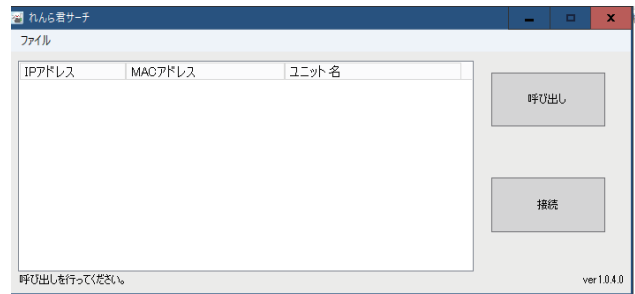 れんら君サーチ
ファイル
IPアドレス MACアドレス ユニット名
呼び出し
接続
呼び出しを行ってください。 ver 1.0.4.0